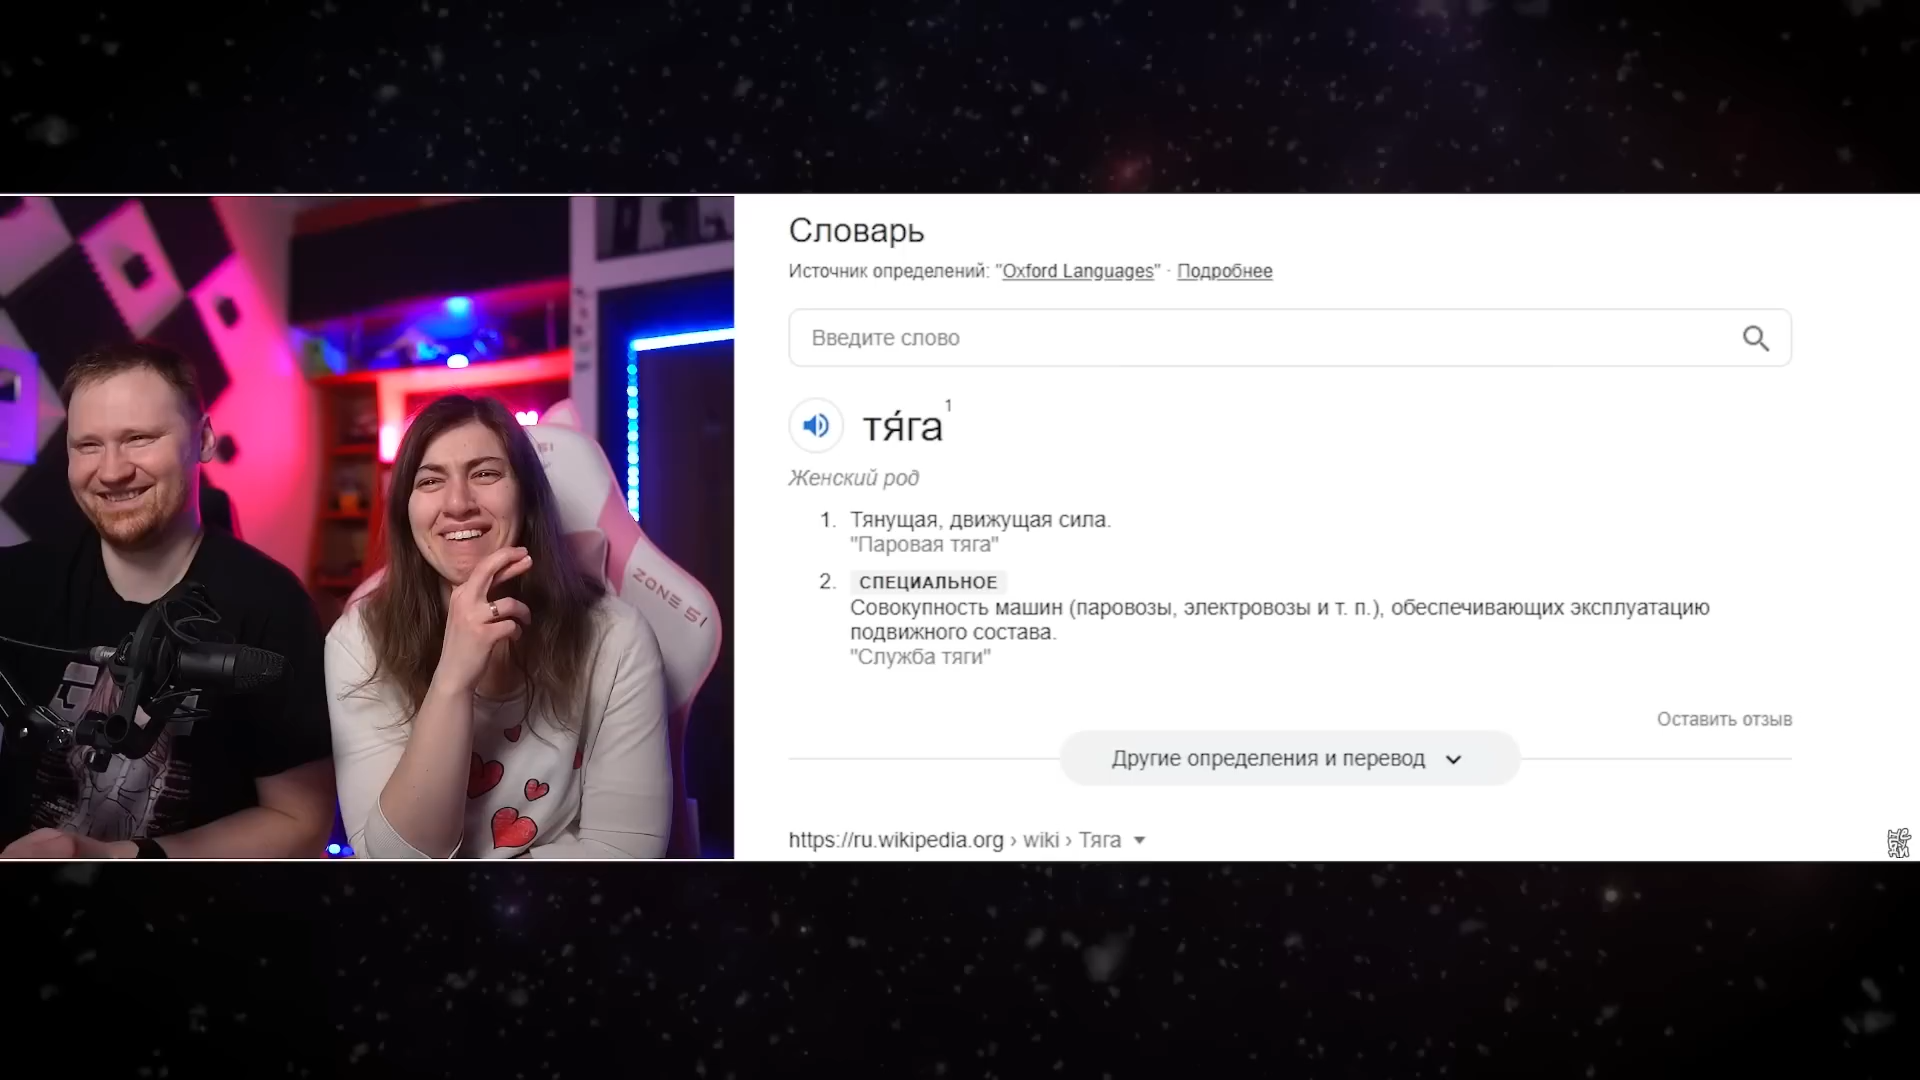 Словарь
Источник определений: "Oxford Languages" · Подробнее
Введите слово
тя́га¹
Женский род
1. Тянущая, движущая сила.
"Паровая тяга"
2. СПЕЦИАЛЬНОЕ
Совокупность машин (паровозы, электровозы и т. п.), обеспечивающих эксплуатацию
подвижного состава.
"Служба тяги"
Оставить отзыв
Другие определения и перевод
https://ru.wikipedia.org › wiki › Тяга
ZONE 51